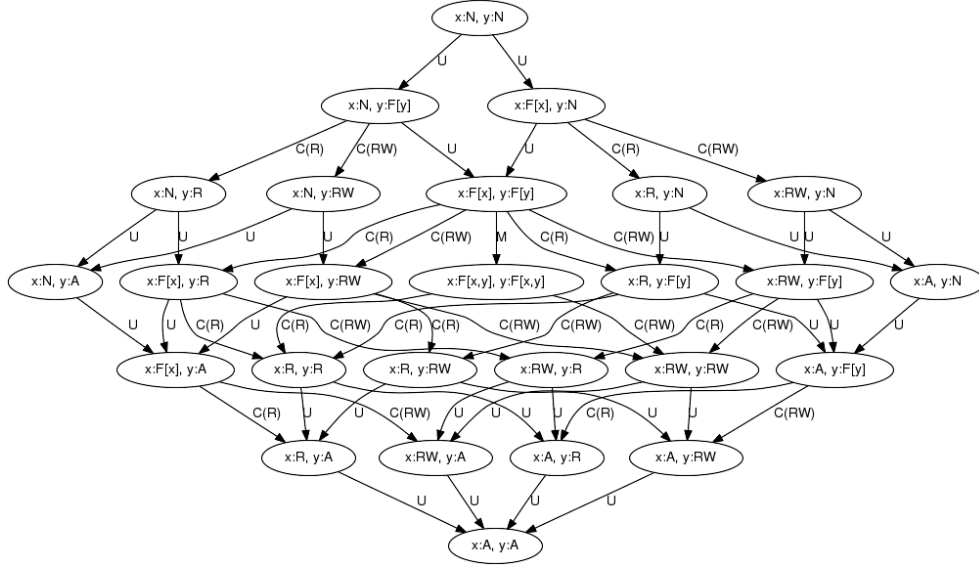 x:N, y:N
U
U
x:N, y:F[y]
x:F[x], y:N
C(R)
C(RW)
U
U
C(R)
C(RW)
x:N, y:R
x:N, y:RW
x:F[x], y:F[y]
x:R, y:N
x:RW, y:N
U
U
U
U
C(R)
C(RW)
M
C(R)
C(RW)
U
U
U
U
x:N, y:A
x:F[x], y:R
x:F[x], y:RW
x:F[x,y], y:F[x,y]
x:R, y:F[y]
x:RW, y:F[y]
x:A, y:N
U
U
C(R)
U
C(RW)
C(R)
C(R)
C(R)
C(RW)
C(RW)
C(RW)
C(R)
C(RW)
U
U
U
x:F[x], y:A
x:R, y:R
x:R, y:RW
x:RW, y:R
x:RW, y:RW
x:A, y:F[y]
C(R)
U
U
C(RW)
U
U
U
U
C(R)
U
U
C(RW)
x:R, y:A
x:RW, y:A
x:A, y:R
x:A, y:RW
U
U
U
U
x:A, y:A